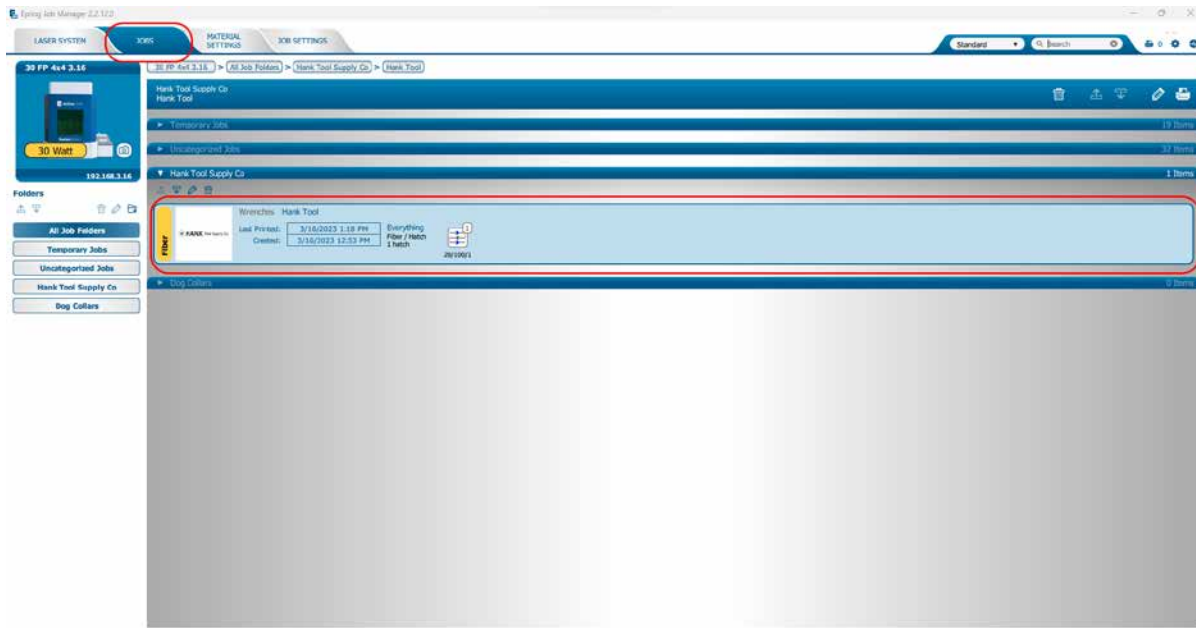 Epilog Job Manager 2.2.12.0
LASER SYSTEM
JOBS
MATERIAL SETTINGS
JOB SETTINGS
Standard
Search
0
30 FP 4x4 3.16
30 FP 4x4 3.16 > All Job Folders > Hank Tool Supply Co > Hank Tool
Hank Tool Supply Co
Hank Tool
30 Watt
192.168.3.16
Folders
All Job Folders
Temporary Jobs
Uncategorized Jobs
Hank Tool Supply Co
Dog Collars
Temporary Jobs 19 Items
Uncategorized Jobs 32 Items
Hank Tool Supply Co 1 Items
Fiber
HANK
Wrenches Hank Tool
Last Printed: 3/16/2023 1:18 PM
Created: 3/16/2023 12:53 PM
Everything
Fiber / Hatch
1 hatch
1
20/100/1
Dog Collars 0 Items